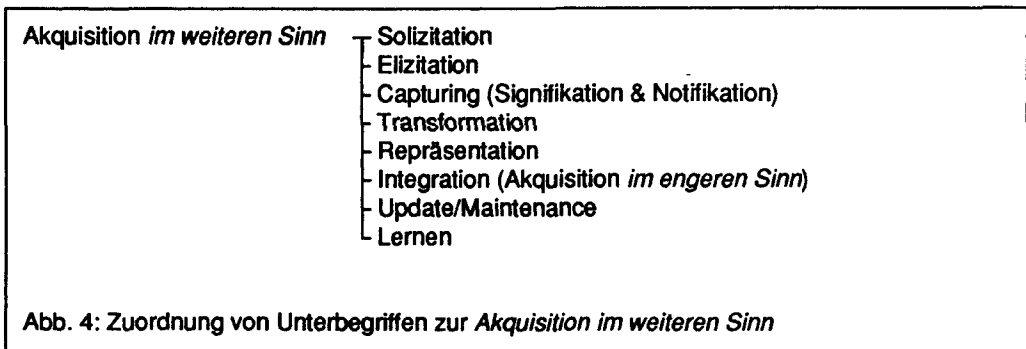 Akquisition im weiteren Sinn Solizitation
Elizitation
Capturing (Signifikation & Notifikation)
Transformation
Repräsentation
Integration (Akquisition im engeren Sinn)
Update/Maintenance
Lernen
Abb. 4: Zuordnung von Unterbegriffen zur Akquisition im weiteren Sinn